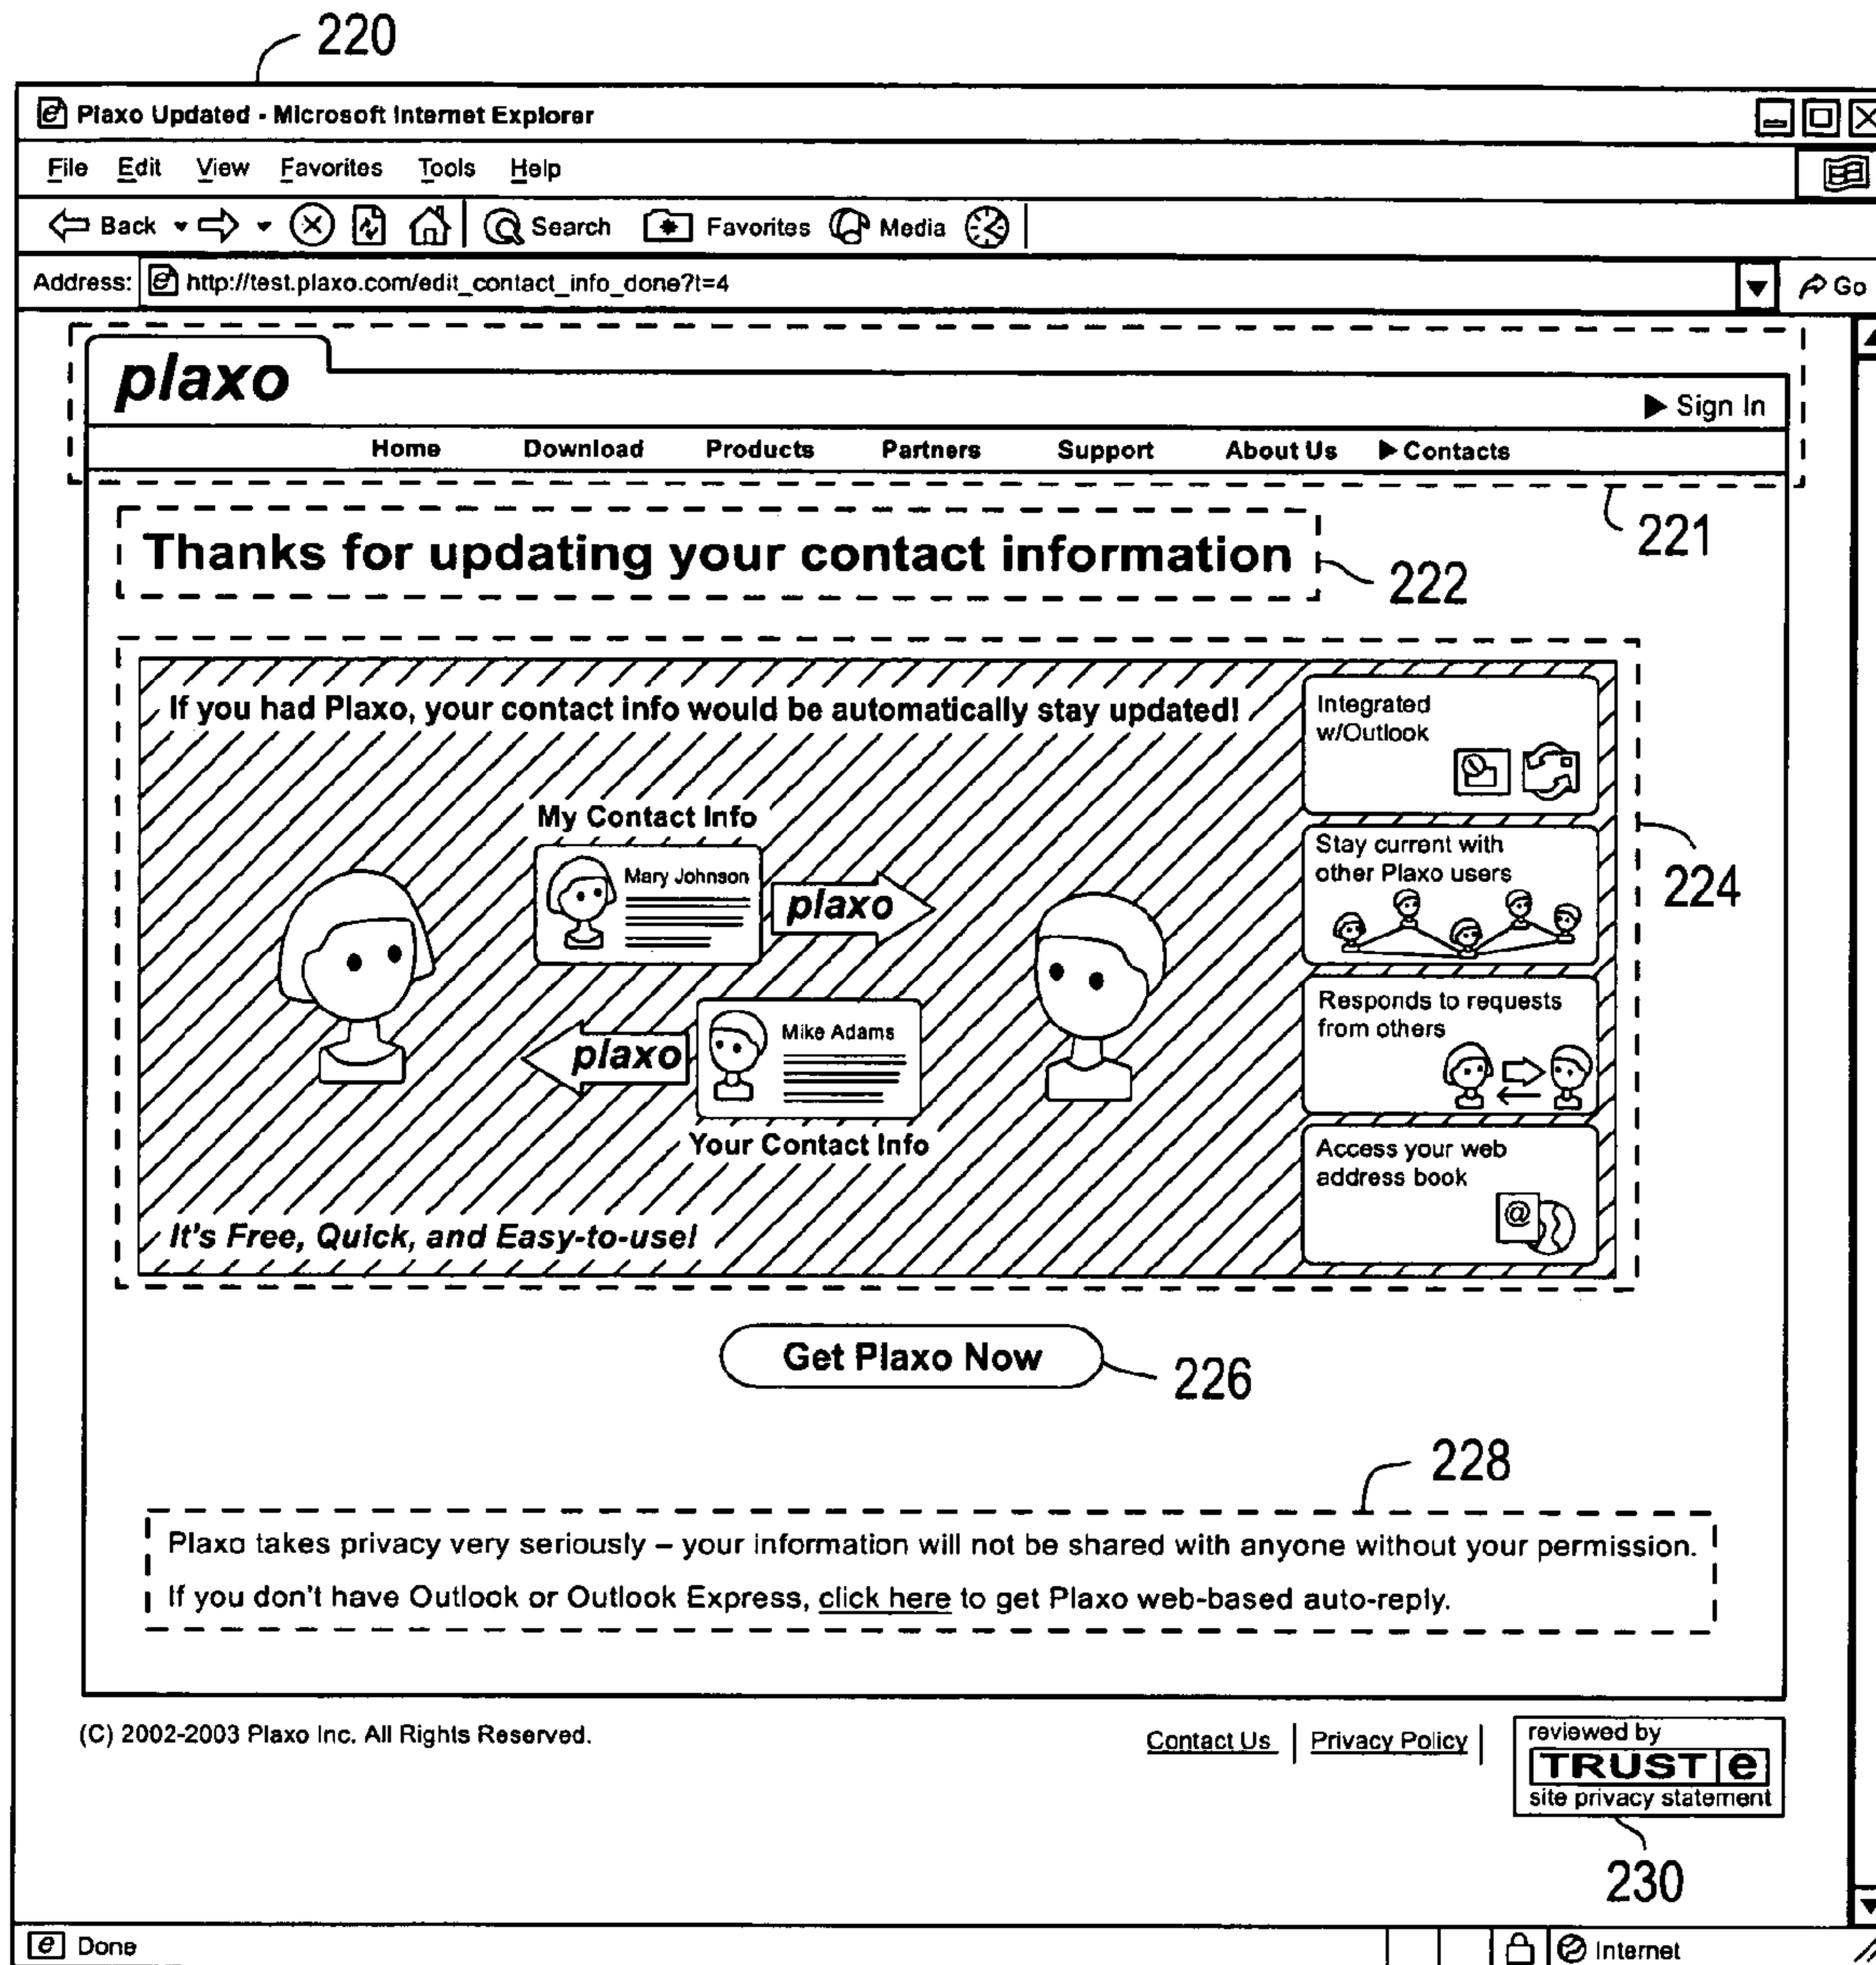 220
Plaxo Updated - Microsoft Internet Explorer
File Edit View Favorites Tools Help
Back Search Favorites Media
Address: http://test.plaxo.com/edit_contact_info_done?t=4 Go
plaxo
Sign In
Home Download Products Partners Support About Us Contacts
221
Thanks for updating your contact information
222
If you had Plaxo, your contact info would be automatically stay updated!
My Contact Info
Mary Johnson
plaxo
plaxo
Mike Adams
Your Contact Info
It's Free, Quick, and Easy-to-use!
Integrated
w/Outlook
Stay current with
other Plaxo users
Responds to requests
from others
Access your web
address book
@
224
Get Plaxo Now
226
228
Plaxo takes privacy very seriously – your information will not be shared with anyone without your permission.
If you don't have Outlook or Outlook Express, click here to get Plaxo web-based auto-reply.
(C) 2002-2003 Plaxo Inc. All Rights Reserved.
Contact Us | Privacy Policy |
reviewed by
TRUST e
site privacy statement
230
Done
Internet